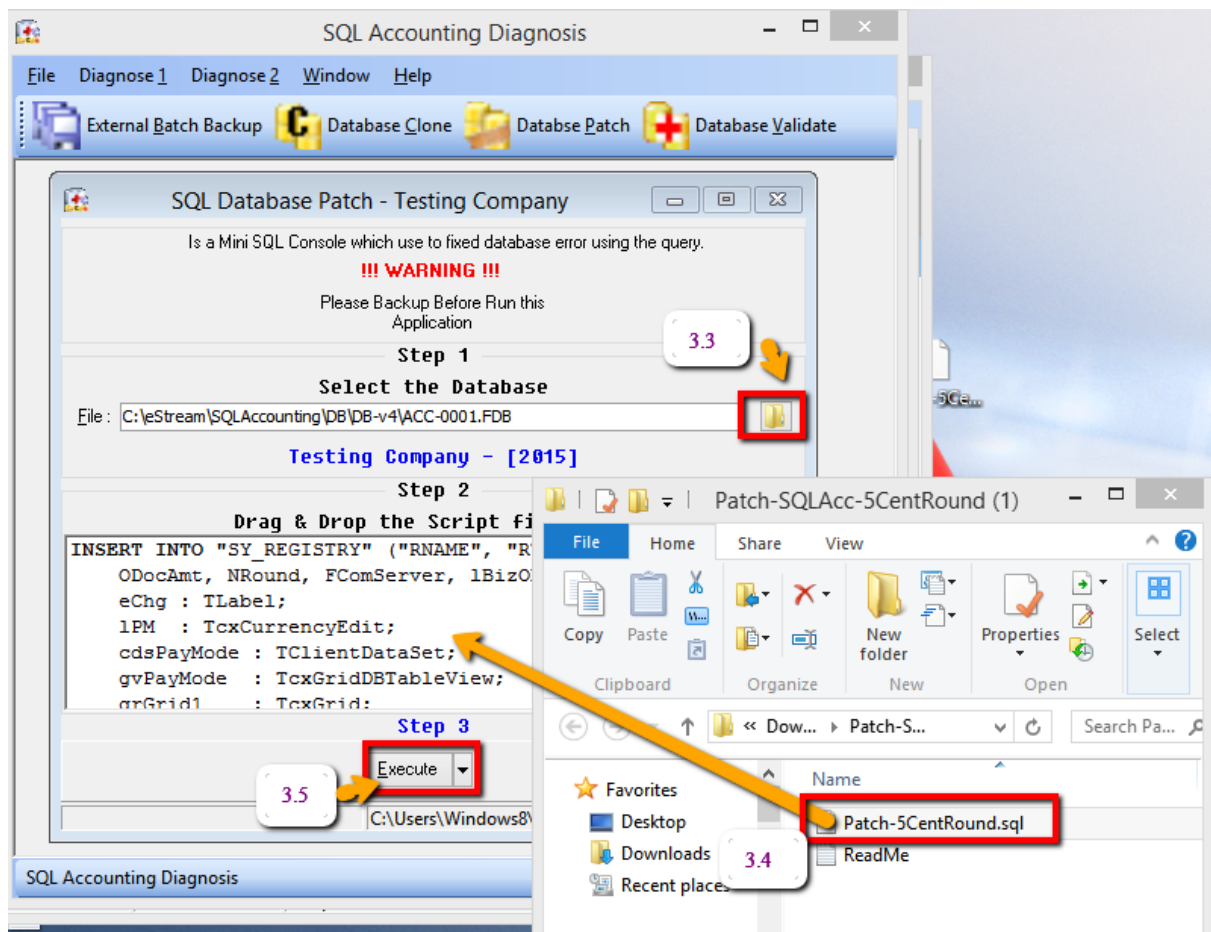 SQL Accounting Diagnosis
File Diagnose 1 Diagnose 2 Window Help
External Batch Backup Database Clone Databse Patch Database Validate
SQL Database Patch - Testing Company
Is a Mini SQL Console which use to fixed database error using the query.
!!! WARNING !!!
Please Backup Before Run this
Application
3.3
Step 1
Select the Database
File : C:\eStream\SQLAccounting\DB\DB-v4\ACC-0001.FDB
Testing Company - [2015]
Step 2
Drag & Drop the Script fi
INSERT INTO "SY_REGISTRY" ("RNAME", "R
ODocAmt, NRound, FComServer, lBizO
eChg : TLabel;
lPM : TcxCurrencyEdit;
cdsPayMode : TClientDataSet;
gvPayMode : TcxGridDBTableView;
grGrid1 : TcxGrid;
Step 3
Execute
3.5
C:\Users\Windows8\
SQL Accounting Diagnosis
-5Ce...
Patch-SQLAcc-5CentRound (1)
File Home Share View
Copy Paste New folder Properties Select
Clipboard Organize New Open
« Dow... Patch-S... Search Pa...
Favorites
Desktop
Downloads
Recent places
Name
Patch-5CentRound.sql
ReadMe
3.4